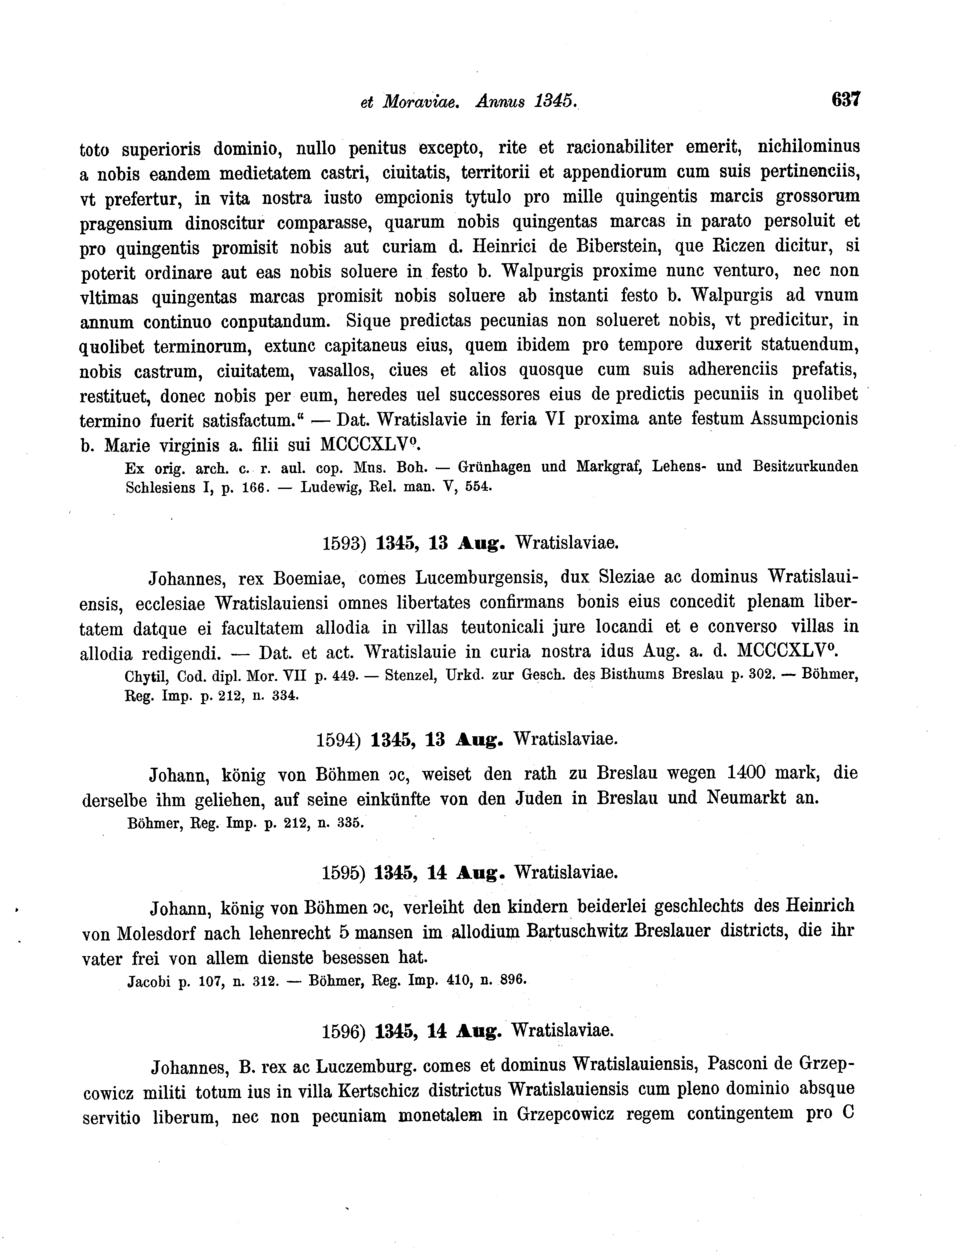 et Moraviae. Annus 1345. 637
toto superioris dominio, nullo penitus excepto, rite et racionabiliter emerit, nichilominus
a nobis eandem medietatem castri, ciuitatis, territorii et appendiorum cum suis pertinenciis,
vt prefertur, in vita nostra iusto empcionis tytulo pro mille quingentis marcis grossorum
pragensium dinoscitur comparasse, quarum nobis quingentas marcas in parato persoluit et
pro quingentis promisit nobis aut curiam d. Heinrici de Biberstein, que Riczen dicitur, si
poterit ordinare aut eas nobis soluere in festo b. Walpurgis proxime nunc venturo, nec non
vltimas quingentas marcas promisit nobis soluere ab instanti festo b. Walpurgis ad vnum
annum continuo conputandum. Sique predictas pecunias non solueret nobis, vt predicitur, in
quolibet terminorum, extunc capitaneus eius, quem ibidem pro tempore duxerit statuendum,
nobis castrum, ciuitatem, vasallos, ciues et alios quosque cum suis adherenciis prefatis,
restituet, donec nobis per eum, heredes uel successores eius de predictis pecuniis in quolibet
termino fuerit satisfactum.“ — Dat. Wratislavie in feria VI proxima ante festum Assumpcionis
b. Marie virginis a. filii sui MCCCXLV⁰.
Ex orig. arch. c. r. aul. cop. Mns. Boh. — Grünhagen und Markgraf, Lehens- und Besitzurkunden
Schlesiens I, p. 166. — Ludewig, Rel. man. V, 554.
1593) 1345, 13 Aug. Wratislaviae.
Johannes, rex Boemiae, comes Lucemburgensis, dux Sleziae ac dominus Wratislaui-
ensis, ecclesiae Wratislauiensi omnes libertates confirmans bonis eius concedit plenam liber-
tatem datque ei facultatem allodia in villas teutonicali jure locandi et e converso villas in
allodia redigendi. — Dat. et act. Wratislauie in curia nostra idus Aug. a. d. MCCCXLV⁰.
Chytil, Cod. dipl. Mor. VII p. 449. — Stenzel, Urkd. zur Gesch. des Bisthums Breslau p. 302. — Böhmer,
Reg. Imp. p. 212, n. 334.
1594) 1345, 13 Aug. Wratislaviae.
Johann, könig von Böhmen ɔc, weiset den rath zu Breslau wegen 1400 mark, die
derselbe ihm geliehen, auf seine einkünfte von den Juden in Breslau und Neumarkt an.
Böhmer, Reg. Imp. p. 212, n. 335.
1595) 1345, 14 Aug. Wratislaviae.
Johann, könig von Böhmen ɔc, verleiht den kindern beiderlei geschlechts des Heinrich
von Molesdorf nach lehenrecht 5 mansen im allodium Bartuschwitz Breslauer districts, die ihr
vater frei von allem dienste besessen hat.
Jacobi p. 107, n. 312. — Böhmer, Reg. Imp. 410, n. 896.
1596) 1345, 14 Aug. Wratislaviae.
Johannes, B. rex ac Luczemburg. comes et dominus Wratislauiensis, Pasconi de Grzep-
cowicz militi totum ius in villa Kertschicz districtus Wratislauiensis cum pleno dominio absque
servitio liberum, nec non pecuniam monetalem in Grzepcowicz regem contingentem pro C